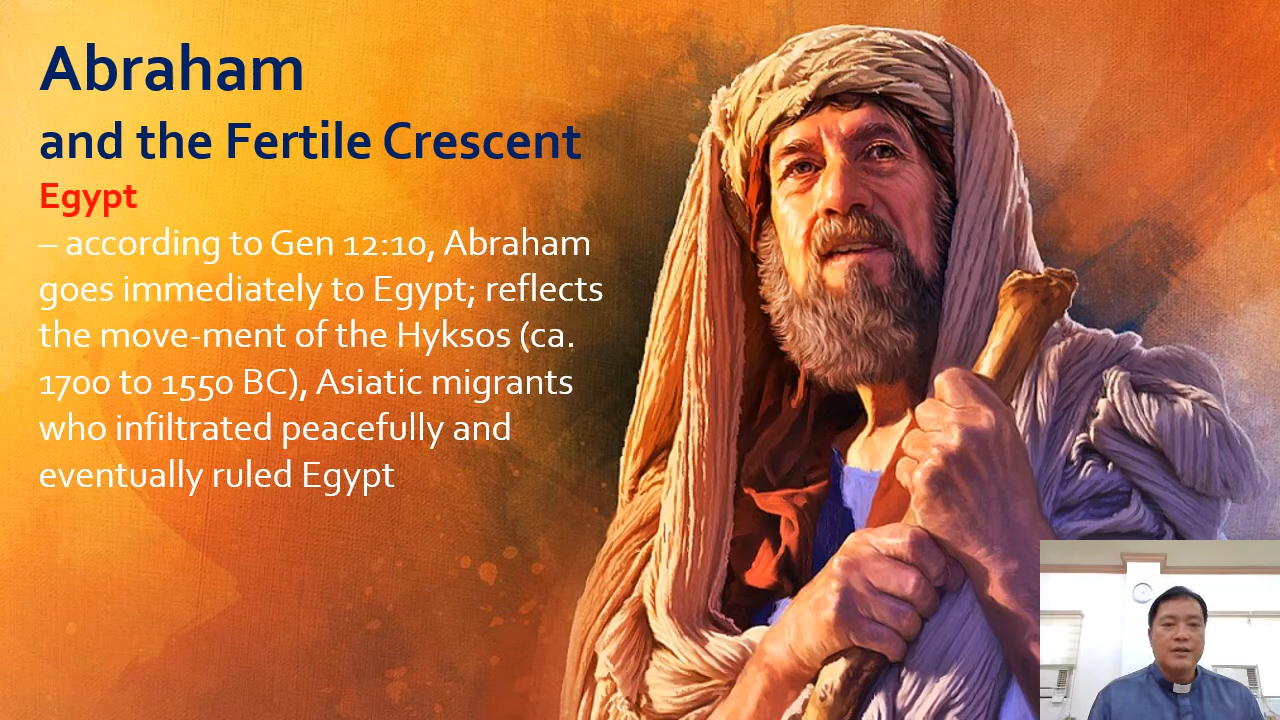 Abraham
and the Fertile Crescent
Egypt
– according to Gen 12:10, Abraham
goes immediately to Egypt; reflects
the move-ment of the Hyksos (ca.
1700 to 1550 BC), Asiatic migrants
who infiltrated peacefully and
eventually ruled Egypt